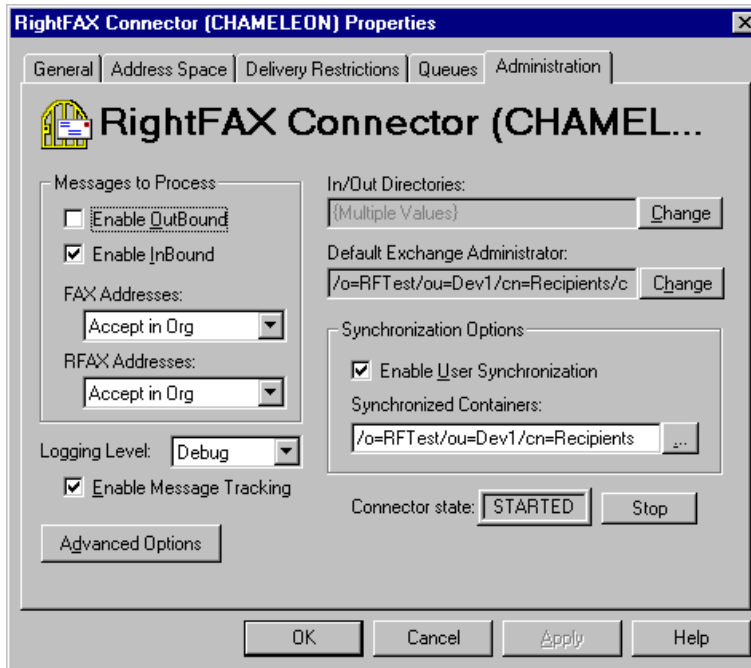 RightFAX Connector (CHAMELEON) Properties
General
Address Space
Delivery Restrictions
Queues
Administration
RightFAX Connector (CHAMEL...
Messages to Process
Enable OutBound
Enable InBound
FAX Addresses:
Accept in Org
RFAX Addresses:
Accept in Org
Logging Level: Debug
Enable Message Tracking
Advanced Options
In/Out Directories:
{Multiple Values}
Change
Default Exchange Administrator:
/o=RFTest/ou=Dev1/cn=Recipients/c
Change
Synchronization Options
Enable User Synchronization
Synchronized Containers:
/o=RFTest/ou=Dev1/cn=Recipients
...
Connector state: STARTED
Stop
OK
Cancel
Apply
Help